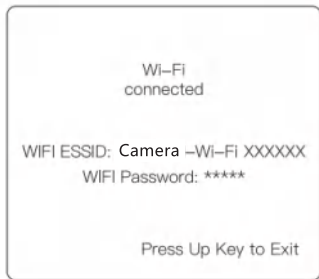 Wi–Fi
connected
WIFI ESSID: Camera –Wi–Fi XXXXXX
WIFI Password: *****
Press Up Key to Exit